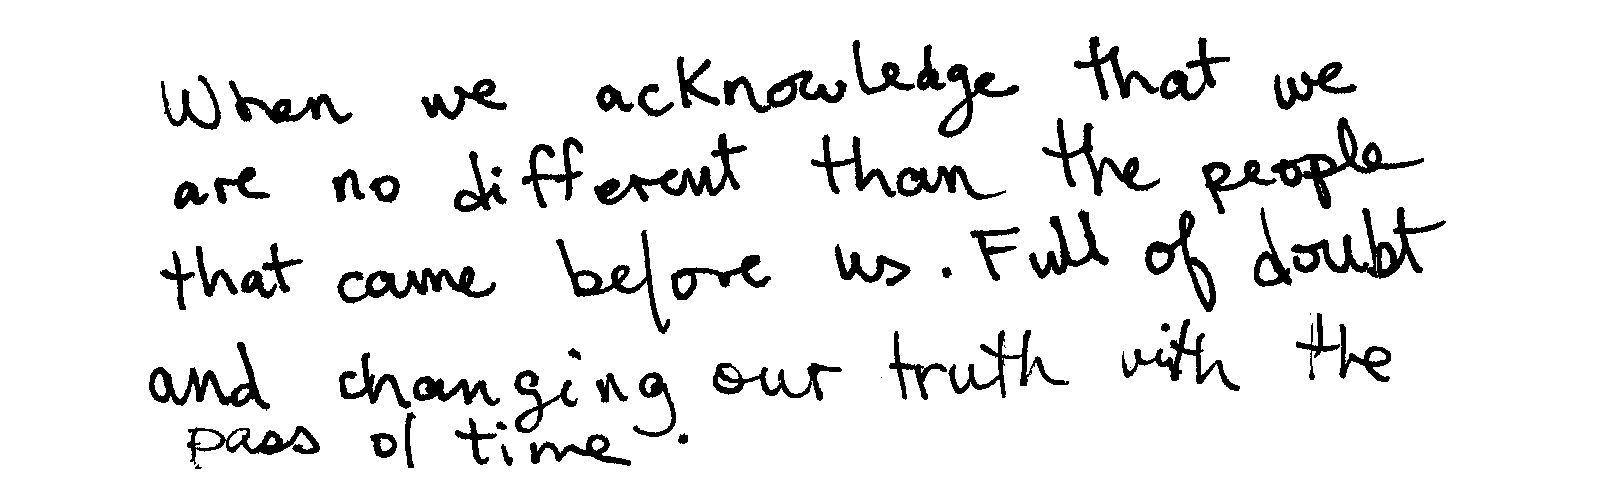 When we acknowledge that we
are no different than the people
that came before us. Full of doubt
and changing our truth with the
pass of time.